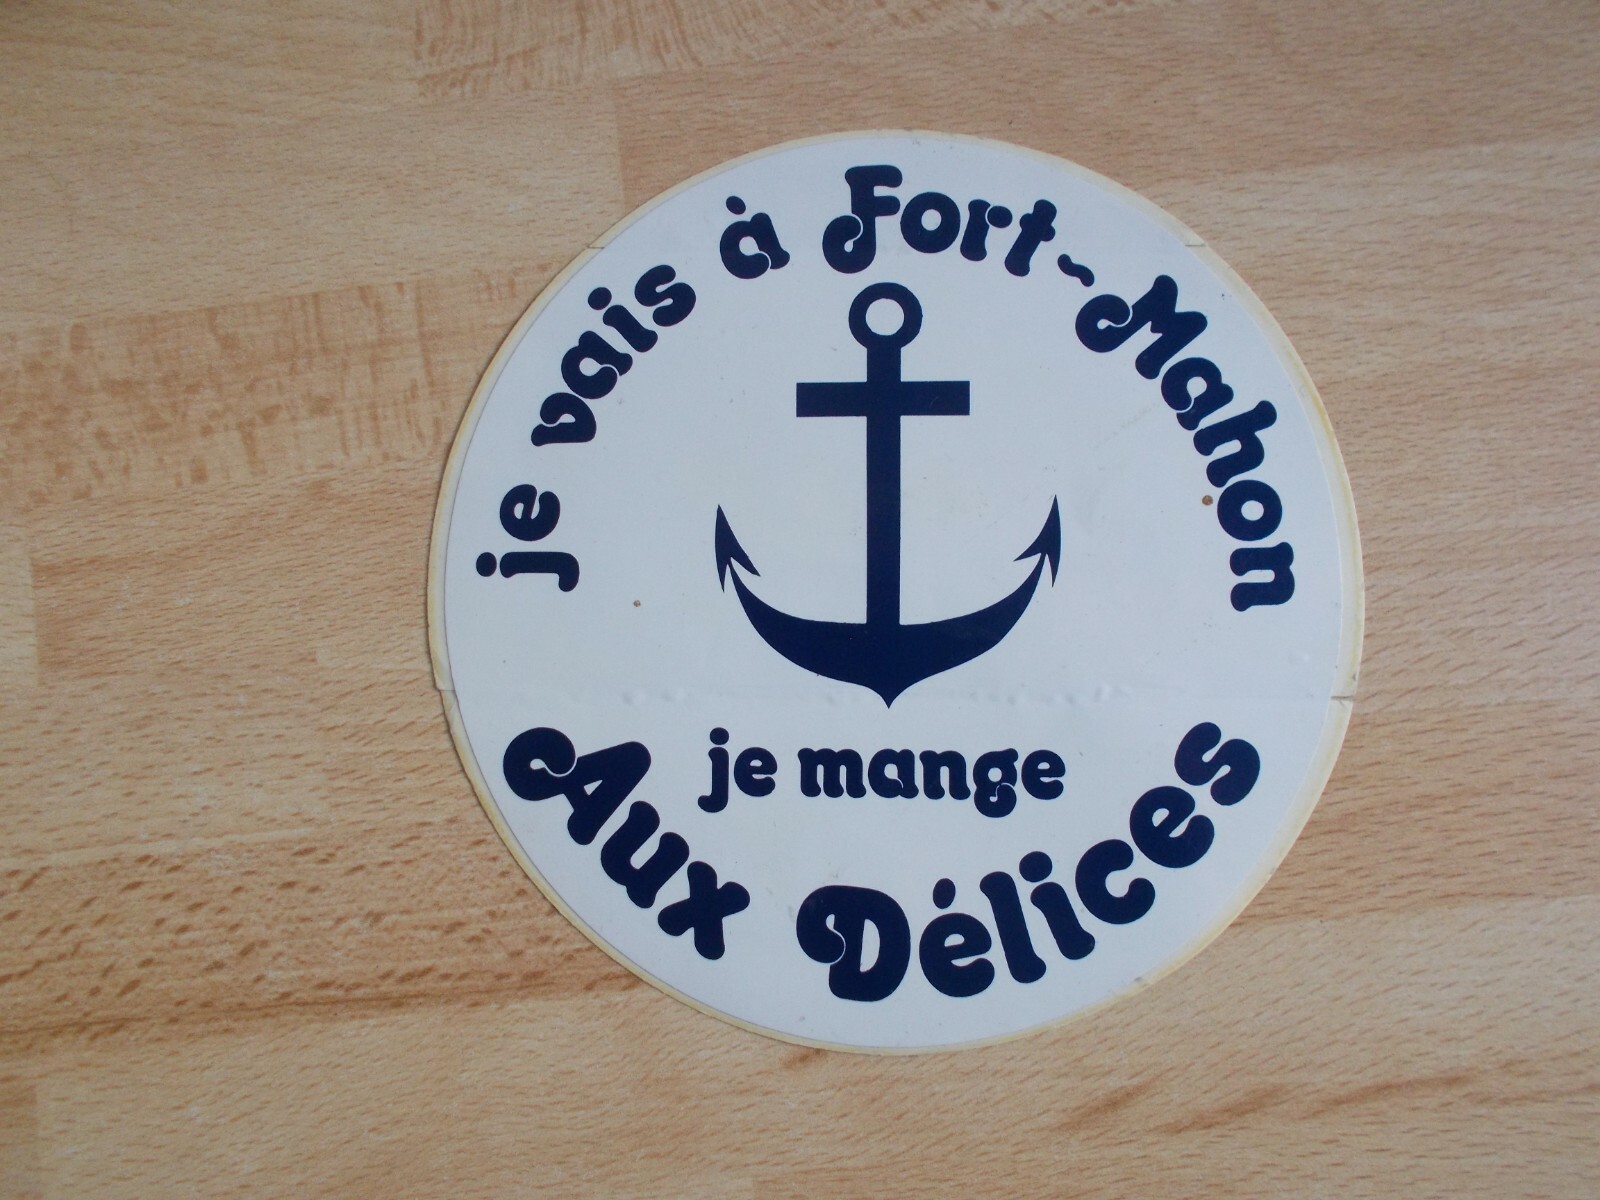 je vais à Fort-Mahon
je mange
Aux Délices